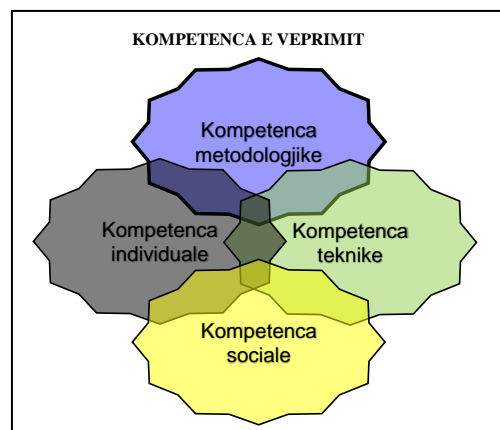 KOMPETENCA E VEPRIMIT
Kompetenca
metodologjike
Kompetenca
individuale
Kompetenca
teknike
Kompetenca
sociale